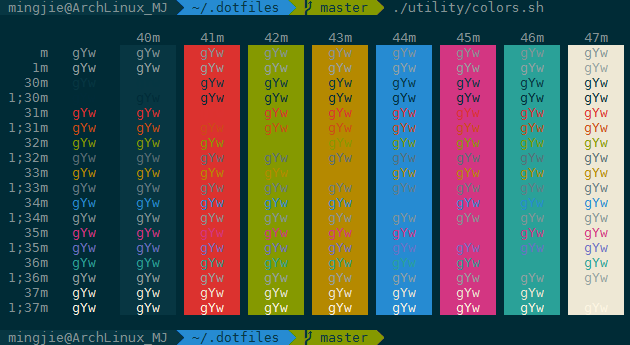 mingjie@ArchLinux_MJ ~/.dotfiles master ./utility/colors.sh
40m 41m 42m 43m 44m 45m 46m 47m
m gYw gYw gYw gYw gYw gYw gYw gYw gYw
1m gYw gYw gYw gYw gYw gYw gYw gYw gYw
30m gYw gYw gYw gYw gYw gYw gYw gYw
1;30m gYw gYw gYw gYw gYw gYw gYw
31m gYw gYw gYw gYw gYw gYw gYw gYw
1;31m gYw gYw gYw gYw gYw gYw gYw gYw gYw
32m gYw gYw gYw gYw gYw gYw gYw gYw
1;32m gYw gYw gYw gYw gYw gYw gYw gYw gYw
33m gYw gYw gYw gYw gYw gYw gYw gYw
1;33m gYw gYw gYw gYw gYw gYw gYw gYw gYw
34m gYw gYw gYw gYw gYw gYw gYw gYw
1;34m gYw gYw gYw gYw gYw gYw gYw gYw gYw
35m gYw gYw gYw gYw gYw gYw gYw gYw
1;35m gYw gYw gYw gYw gYw gYw gYw gYw gYw
36m gYw gYw gYw gYw gYw gYw gYw gYw
1;36m gYw gYw gYw gYw gYw gYw gYw gYw gYw
37m gYw gYw gYw gYw gYw gYw gYw gYw
1;37m gYw gYw gYw gYw gYw gYw gYw gYw gYw
mingjie@ArchLinux_MJ ~/.dotfiles master